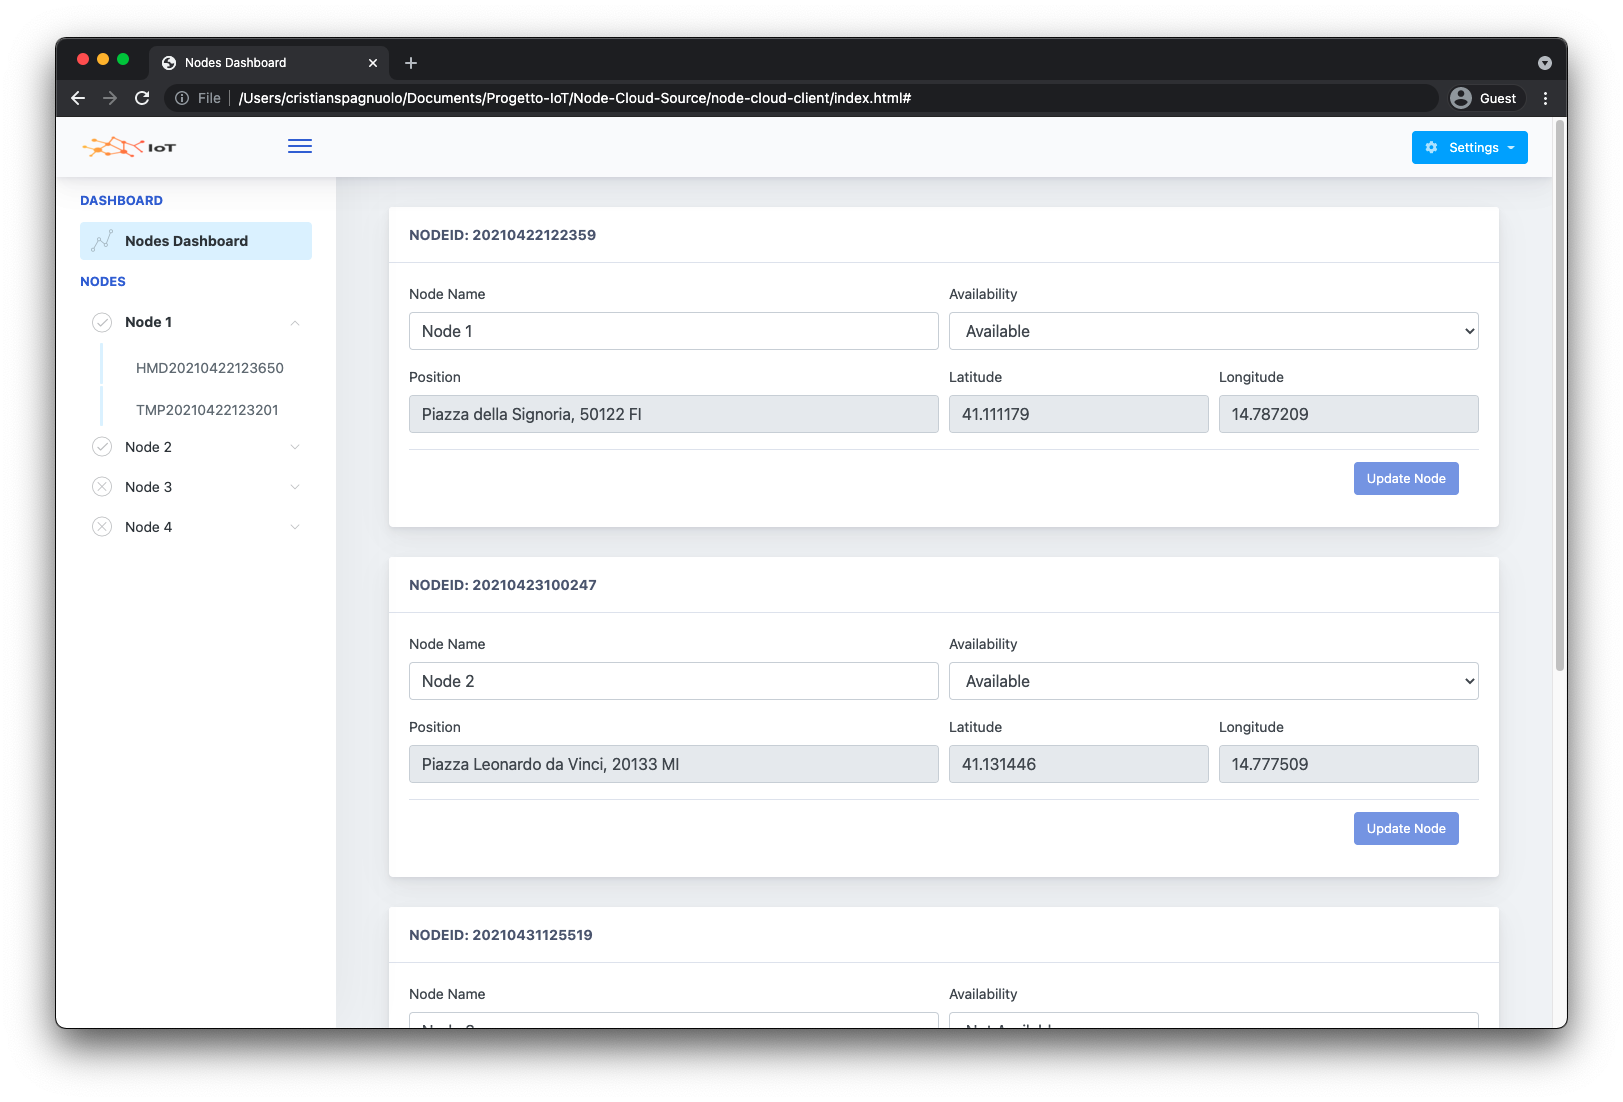 Nodes Dashboard
File
/Users/cristianspagnuolo/Documents/Progetto-IoT/Node-Cloud-Source/node-cloud-client/index.html#
Guest
IoT
Settings
DASHBOARD
Nodes Dashboard
NODES
Node 1
HMD20210422123650
TMP20210422123201
Node 2
Node 3
Node 4
NODEID: 20210422122359
Node Name
Availability
Node 1
Available
Position
Latitude
Longitude
Piazza della Signoria, 50122 FI
41.111179
14.787209
Update Node
NODEID: 20210423100247
Node Name
Availability
Node 2
Available
Position
Latitude
Longitude
Piazza Leonardo da Vinci, 20133 MI
41.131446
14.777509
Update Node
NODEID: 20210431125519
Node Name
Availability